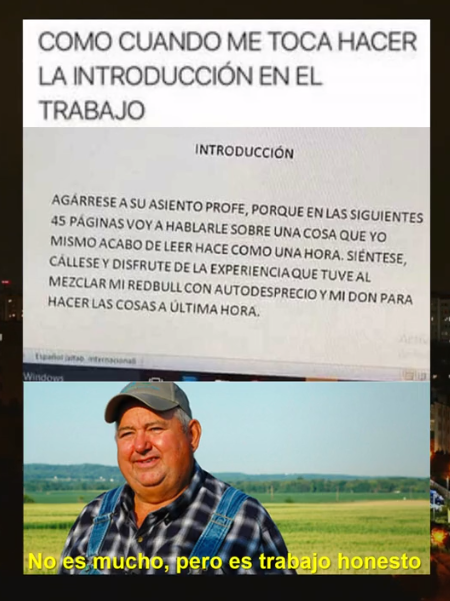 COMO CUANDO ME TOCA HACER
LA INTRODUCCIÓN EN EL
TRABAJO
INTRODUCCIÓN
AGÁRRESE A SU ASIENTO PROFE, PORQUE EN LAS SIGUIENTES
45 PÁGINAS VOY A HABLARLE SOBRE UNA COSA QUE YO
MISMO ACABO DE LEER HACE COMO UNA HORA. SIÉNTESE,
CÁLLESE Y DISFRUTE DE LA EXPERIENCIA QUE TUVE AL
MEZCLAR MI REDBULL CON AUTODESPRECIO Y MI DON PARA
HACER LAS COSAS A ÚLTIMA HORA.
Español (alfab. internacional)
Windows
No es mucho, pero es trabajo honesto